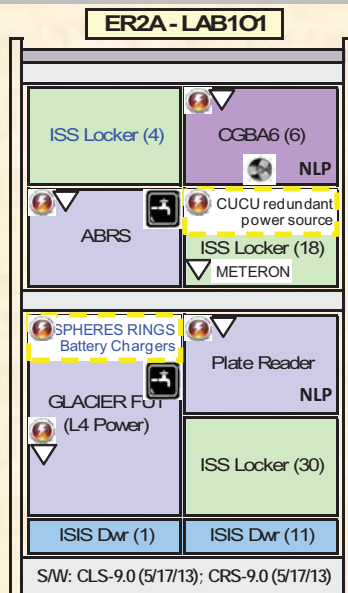 ER2A - LAB1O1
ISS Locker (4)
CGBA6 (6)
NLP
ABRS
CUCU redundant
power source
ISS Locker (18)
METERON
SPHERES RINGS
Battery Chargers
GLACIER FU1
(L4 Power)
Plate Reader
NLP
ISS Locker (30)
ISIS Dwr (1)
ISIS Dwr (11)
S/W: CLS-9.0 (5/17/13); CRS-9.0 (5/17/13)